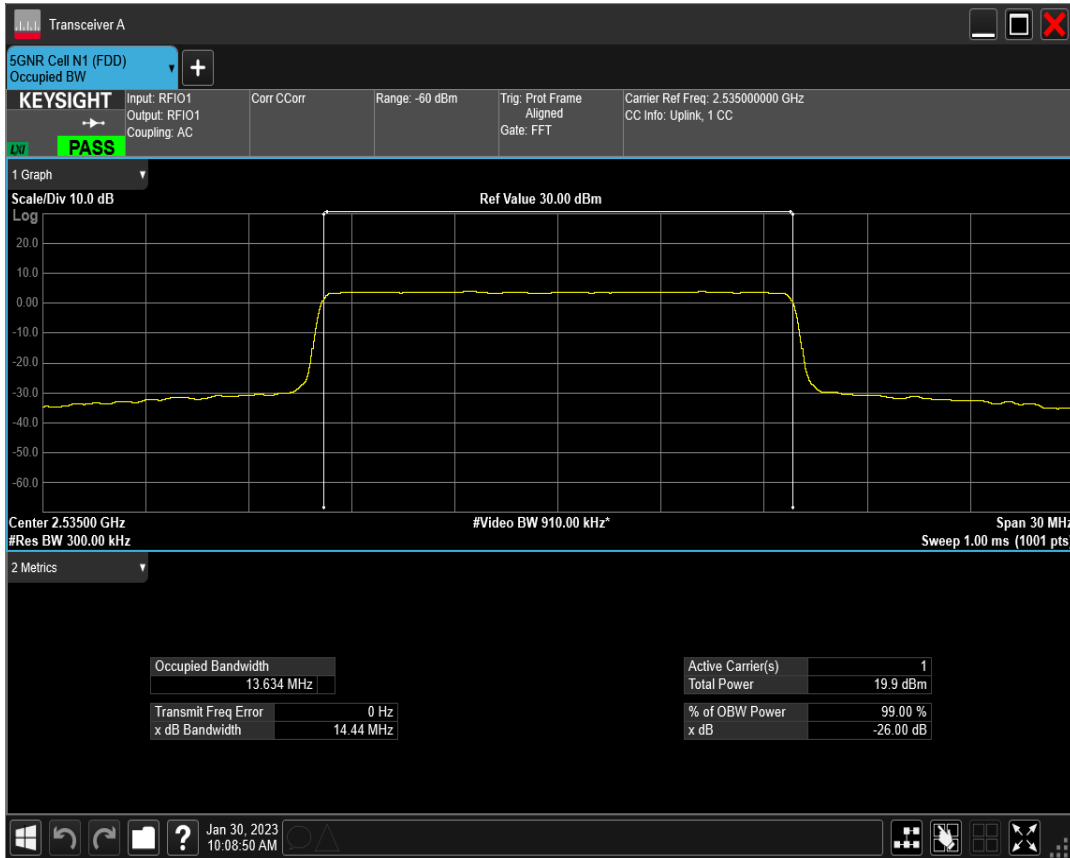 Transceiver A
5GNR Cell N1 (FDD)
Occupied BW
+
KEYSIGHT
LXI
PASS
Input: RFIO1
Output: RFIO1
Coupling: AC
Corr CCorr
Range: -60 dBm
Trig: Prot Frame
Aligned
Gate: FFT
Carrier Ref Freq: 2.535000000 GHz
CC Info: Uplink, 1 CC
1 Graph
Scale/Div 10.0 dB
Ref Value 30.00 dBm
Log
20.0
10.0
0.00
-10.0
-20.0
-30.0
-40.0
-50.0
-60.0
Center 2.53500 GHz
#Video BW 910.00 kHz*
Span 30 MHz
#Res BW 300.00 kHz
Sweep 1.00 ms (1001 pts)
2 Metrics
Occupied Bandwidth
13.634 MHz
Transmit Freq Error 0 Hz
x dB Bandwidth 14.44 MHz
Active Carrier(s) 1
Total Power 19.9 dBm
% of OBW Power 99.00 %
x dB -26.00 dB
?
Jan 30, 2023
10:08:50 AM